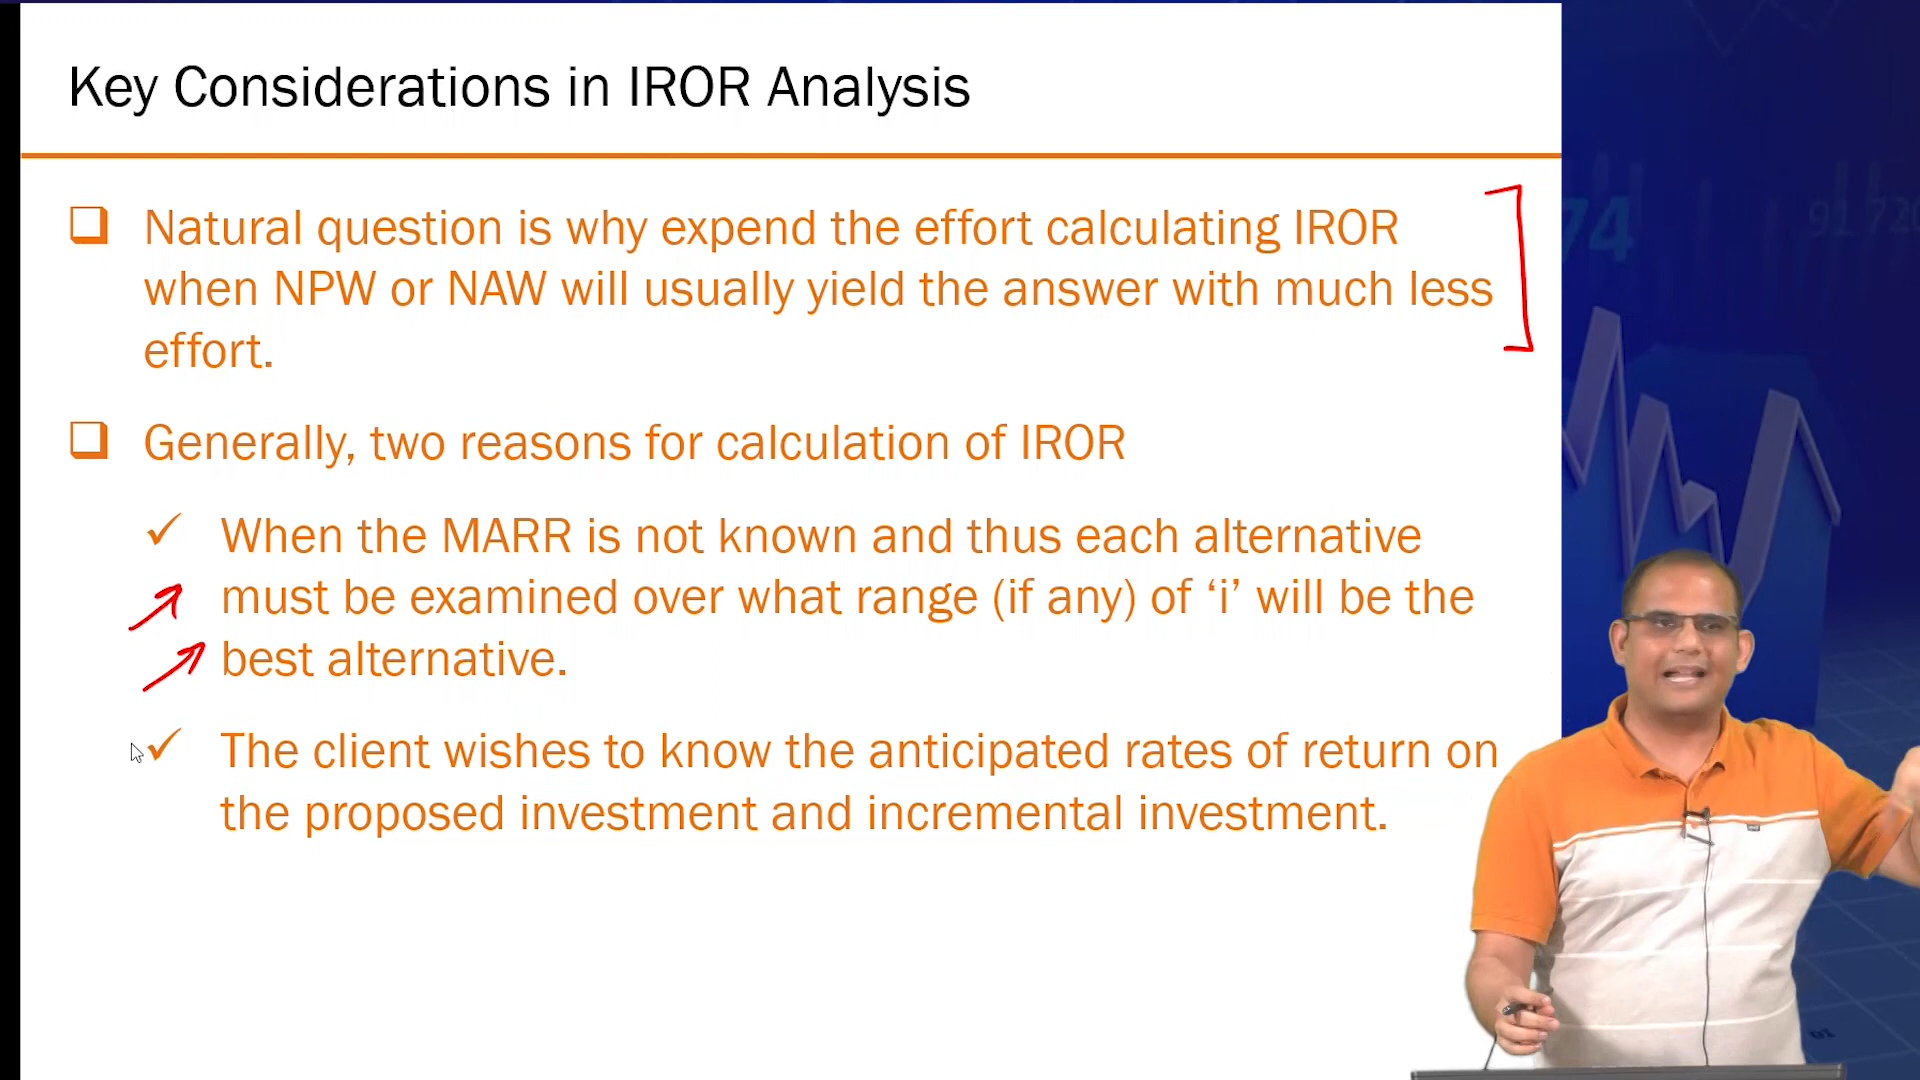 Key Considerations in IROR Analysis
❑ Natural question is why expend the effort calculating IROR
when NPW or NAW will usually yield the answer with much less
effort.
❑ Generally, two reasons for calculation of IROR
✓ When the MARR is not known and thus each alternative
must be examined over what range (if any) of ‘i’ will be the
best alternative.
✓ The client wishes to know the anticipated rates of return on
the proposed investment and incremental investment.
74